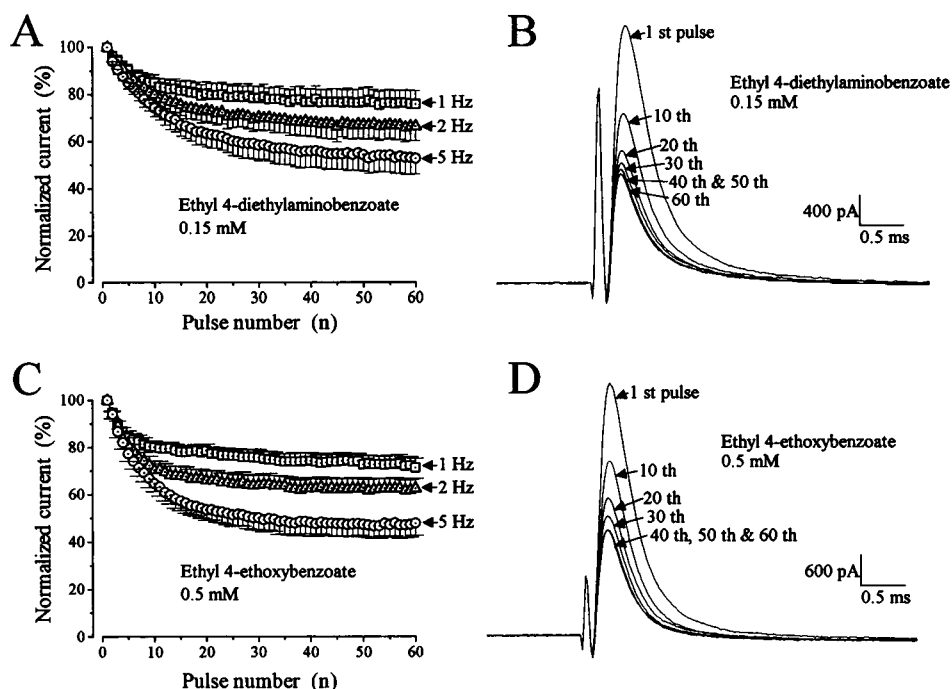 A
Normalized current (%)
100
80
60
40
20
0
1 Hz
2 Hz
5 Hz
Ethyl 4-diethylaminobenzoate
0.15 mM
0 10 20 30 40 50 60
Pulse number (n)
B
1 st pulse
Ethyl 4-diethylaminobenzoate
0.15 mM
10 th
20 th
30 th
40 th & 50 th
60 th
400 pA
0.5 ms
C
Normalized current (%)
100
80
60
40
20
0
1 Hz
2 Hz
5 Hz
Ethyl 4-ethoxybenzoate
0.5 mM
0 10 20 30 40 50 60
Pulse number (n)
D
1 st pulse
Ethyl 4-ethoxybenzoate
0.5 mM
10 th
20 th
30 th
40 th, 50 th & 60 th
600 pA
0.5 ms